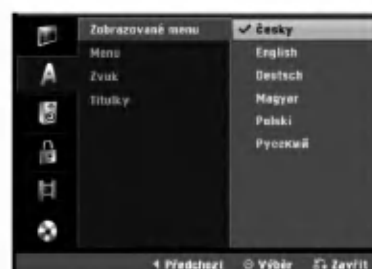 Zobrazované menu
Menu
Zvuk
Titulky
Česky
English
Deutsch
Magyar
Polski
Русский
Předchozí
Výběr
Zavřít